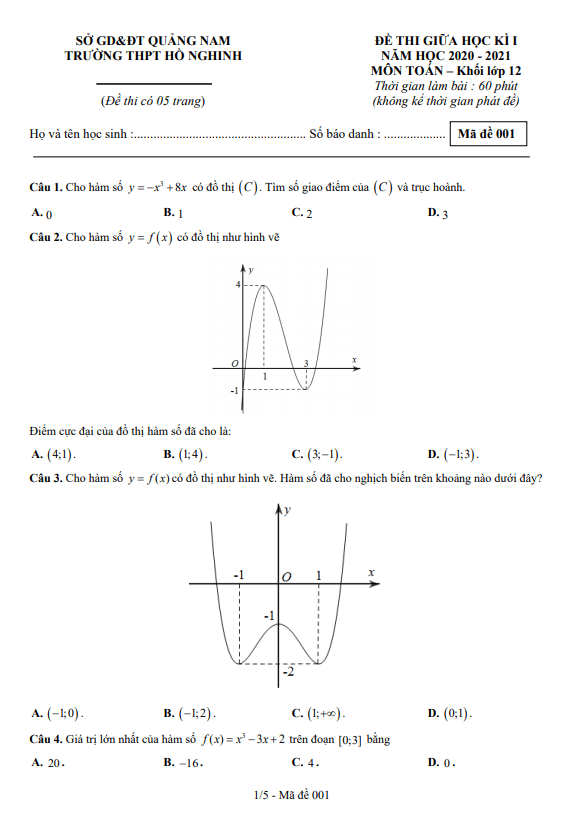 SỞ GD&ĐT QUẢNG NAM
TRƯỜNG THPT HỒ NGHINH
(Đề thi có 05 trang)
ĐỀ THI GIỮA HỌC KÌ I
NĂM HỌC 2020 - 2021
MÔN TOÁN – Khối lớp 12
Thời gian làm bài : 60 phút
(không kể thời gian phát đề)
Họ và tên học sinh :..................................................... Số báo danh : ...................
Mã đề 001
Câu 1. Cho hàm số y = −x³ + 8x có đồ thị (C). Tìm số giao điểm của (C) và trục hoành.
A. 0 B. 1 C. 2 D. 3
Câu 2. Cho hàm số y = f(x) có đồ thị như hình vẽ
y
4
O 3 x
1
-1
Điểm cực đại của đồ thị hàm số đã cho là:
A. (4;1). B. (1;4). C. (3;−1). D. (−1;3).
Câu 3. Cho hàm số y = f(x) có đồ thị như hình vẽ. Hàm số đã cho nghịch biến trên khoảng nào dưới đây?
y
-1 O 1 x
-1
-2
A. (−1;0). B. (−1;2). C. (1;+∞). D. (0;1).
Câu 4. Giá trị lớn nhất của hàm số f(x) = x³ − 3x + 2 trên đoạn [0;3] bằng
A. 20. B. −16. C. 4. D. 0.
1/5 - Mã đề 001